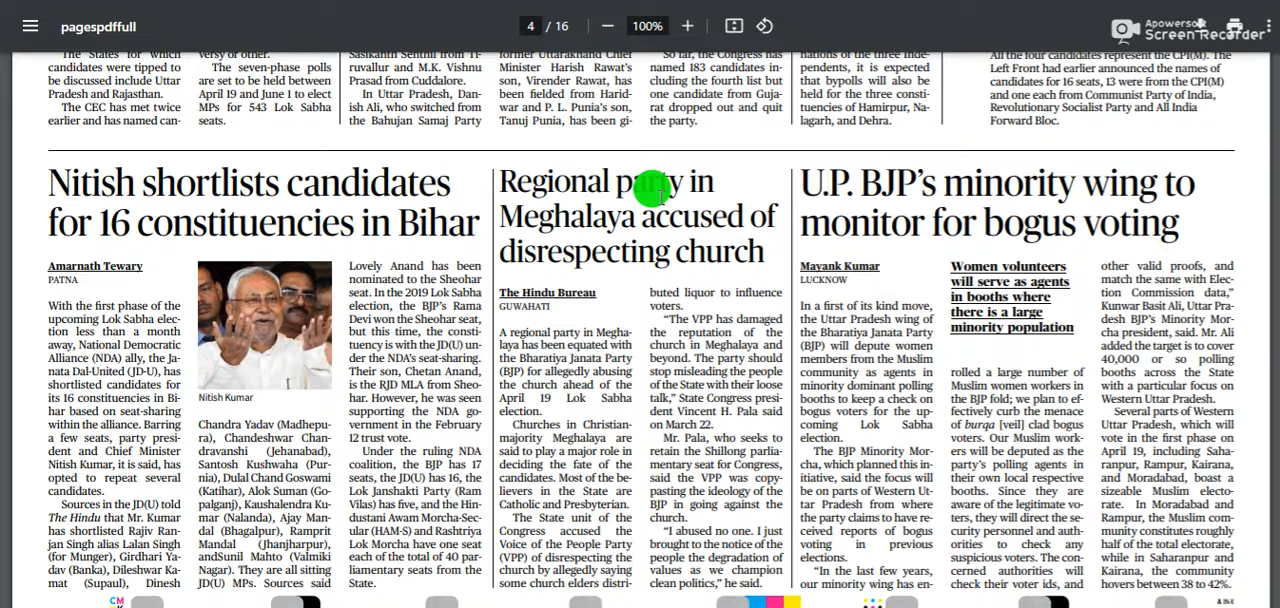 pagespdffull
4 / 16
100%
Apowersoft
Screen Recorder
The States for which
candidates were tipped to
be discussed include Uttar
Pradesh and Rajasthan.
The CEC has met twice
earlier and has named can-
versy or other.
The seven-phase polls
are set to be held between
April 19 and June 1 to elect
MPs for 543 Lok Sabha
seats.
Sasikanth Senthil from Ti-
ruvallur and M.K. Vishnu
Prasad from Cuddalore.
In Uttar Pradesh, Dan-
ish Ali, who switched from
the Bahujan Samaj Party
former Uttarakhand Chief
Minister Harish Rawat's
son, Virender Rawat, has
been fielded from Harid-
war and P. L. Punia's son,
Tanuj Punia, has been gi-
So far, the Congress has
named 183 candidates in-
cluding the fourth list but
one candidate from Guja-
rat dropped out and quit
the party.
nations of the three Inde-
pendents, it is expected
that bypolls will also be
held for the three consti-
tuencies of Hamirpur, Na-
lagarh, and Dehra.
All the four candidates represent the CPI(M). The
Left Front had earlier announced the names of
candidates for 16 seats, 13 were from the CPI(M)
and one each from Communist Party of India,
Revolutionary Socialist Party and All India
Forward Bloc.
Nitish shortlists candidates
for 16 constituencies in Bihar
Amarnath Tewary
PATNA
With the first phase of the
upcoming Lok Sabha elec-
tion less than a month
away, National Democratic
Alliance (NDA) ally, the Ja-
nata Dal-United (JD-U), has
shortlisted candidates for
its 16 constituencies in Bi-
har based on seat-sharing
within the alliance. Barring
a few seats, party presi-
dent and Chief Minister
Nitish Kumar, it is said, has
opted to repeat several
candidates.
Sources in the JD(U) told
The Hindu that Mr. Kumar
has shortlisted Rajiv Ran-
jan Singh alias Lalan Singh
(for Munger), Girdhari Ya-
dav (Banka), Dileshwar Ka-
mat (Supaul), Dinesh
Nitish Kumar
Chandra Yadav (Madhepu-
ra), Chandeshwar Chan-
dravanshi (Jehanabad),
Santosh Kushwaha (Pur-
nia), Dulal Chand Goswami
(Katihar), Alok Suman (Go-
palganj), Kaushalendra Ku-
mar (Nalanda), Ajay Man-
dal (Bhagalpur), Ramprit
Mandal (Jhanjharpur),
andSunil Mahto (Valmiki
Nagar). They are all sitting
JD(U) MPs. Sources said
Lovely Anand has been
nominated to the Sheohar
seat. In the 2019 Lok Sabha
election, the BJP's Rama
Devi won the Sheohar seat,
but this time, the consti-
tuency is with the JD(U) un-
der the NDA's seat-sharing.
Their son, Chetan Anand,
is the RJD MLA from Sheo-
har. However, he was seen
supporting the NDA go-
vernment in the February
12 trust vote.
Under the ruling NDA
coalition, the BJP has 17
seats, the JD(U) has 16, the
Lok Janshakti Party (Ram
Vilas) has five, and the Hin-
dustani Awam Morcha-Sec-
ular (HAM-S) and Rashtriya
Lok Morcha have one seat
each of the total of 40 par-
liamentary seats from the
State.
Regional party in
Meghalaya accused of
disrespecting church
The Hindu Bureau
GUWAHATI
A regional party in Megha-
laya has been equated with
the Bharatiya Janata Party
(BJP) for allegedly abusing
the church ahead of the
April 19 Lok Sabha
election.
Churches in Christian-
majority Meghalaya are
said to play a major role in
deciding the fate of the
candidates. Most of the be-
lievers in the State are
Catholic and Presbyterian.
The State unit of the
Congress accused the
Voice of the People Party
(VPP) of disrespecting the
church by allegedly saying
some church elders distri-
buted liquor to influence
voters.
"The VPP has damaged
the reputation of the
church in Meghalaya and
beyond. The party should
stop misleading the people
of the State with their loose
talk," State Congress presi-
dent Vincent H. Pala said
on March 22.
Mr. Pala, who seeks to
retain the Shillong parlia-
mentary seat for Congress,
said the VPP was copy-
pasting the ideology of the
BJP in going against the
church.
"I abused no one. I just
brought to the notice of the
people the degradation of
values as we champion
clean politics," he said.
U.P. BJP's minority wing to
monitor for bogus voting
Mayank Kumar
LUCKNOW
In a first of its kind move,
the Uttar Pradesh wing of
the Bharatiya Janata Party
(BJP) will depute women
members from the Muslim
community as agents in
minority dominant polling
booths to keep a check on
bogus voters for the up-
coming Lok Sabha
election.
The BJP Minority Mor-
cha, which planned this in-
itiative, said the focus will
be on parts of Western Ut-
tar Pradesh from where
the party claims to have re-
ceived reports of bogus
voting in previous
elections.
"In the last few years,
our minority wing has en-
Women volunteers
will serve as agents
in booths where
there is a large
minority population
rolled a large number of
Muslim women workers in
the BJP fold; we plan to ef-
fectively curb the menace
of burqa [veil] clad bogus
voters. Our Muslim work-
ers will be deputed as the
party's polling agents in
their own local respective
booths. Since they are
aware of the legitimate vo-
ters, they will direct the se-
curity personnel and auth-
orities to check any
suspicious voters. The con-
cerned authorities will
check their voter ids, and
other valid proofs, and
match the same with Elec-
tion Commission data,"
Kunwar Basit Ali, Uttar Pra-
desh BJP's Minority Mor-
cha president, said. Mr. Ali
added the target is to cover
40,000 or so polling
booths across the State
with a particular focus on
Western Uttar Pradesh.
Several parts of Western
Uttar Pradesh, which will
vote in the first phase on
April 19, including Saha-
ranpur, Rampur, Kairana,
and Moradabad, boast a
sizeable Muslim electo-
rate. In Moradabad and
Rampur, the Muslim com-
munity constitutes roughly
half of the total electorate,
while in Saharanpur and
Kairana, the community
hovers between 38 to 42%.
CM